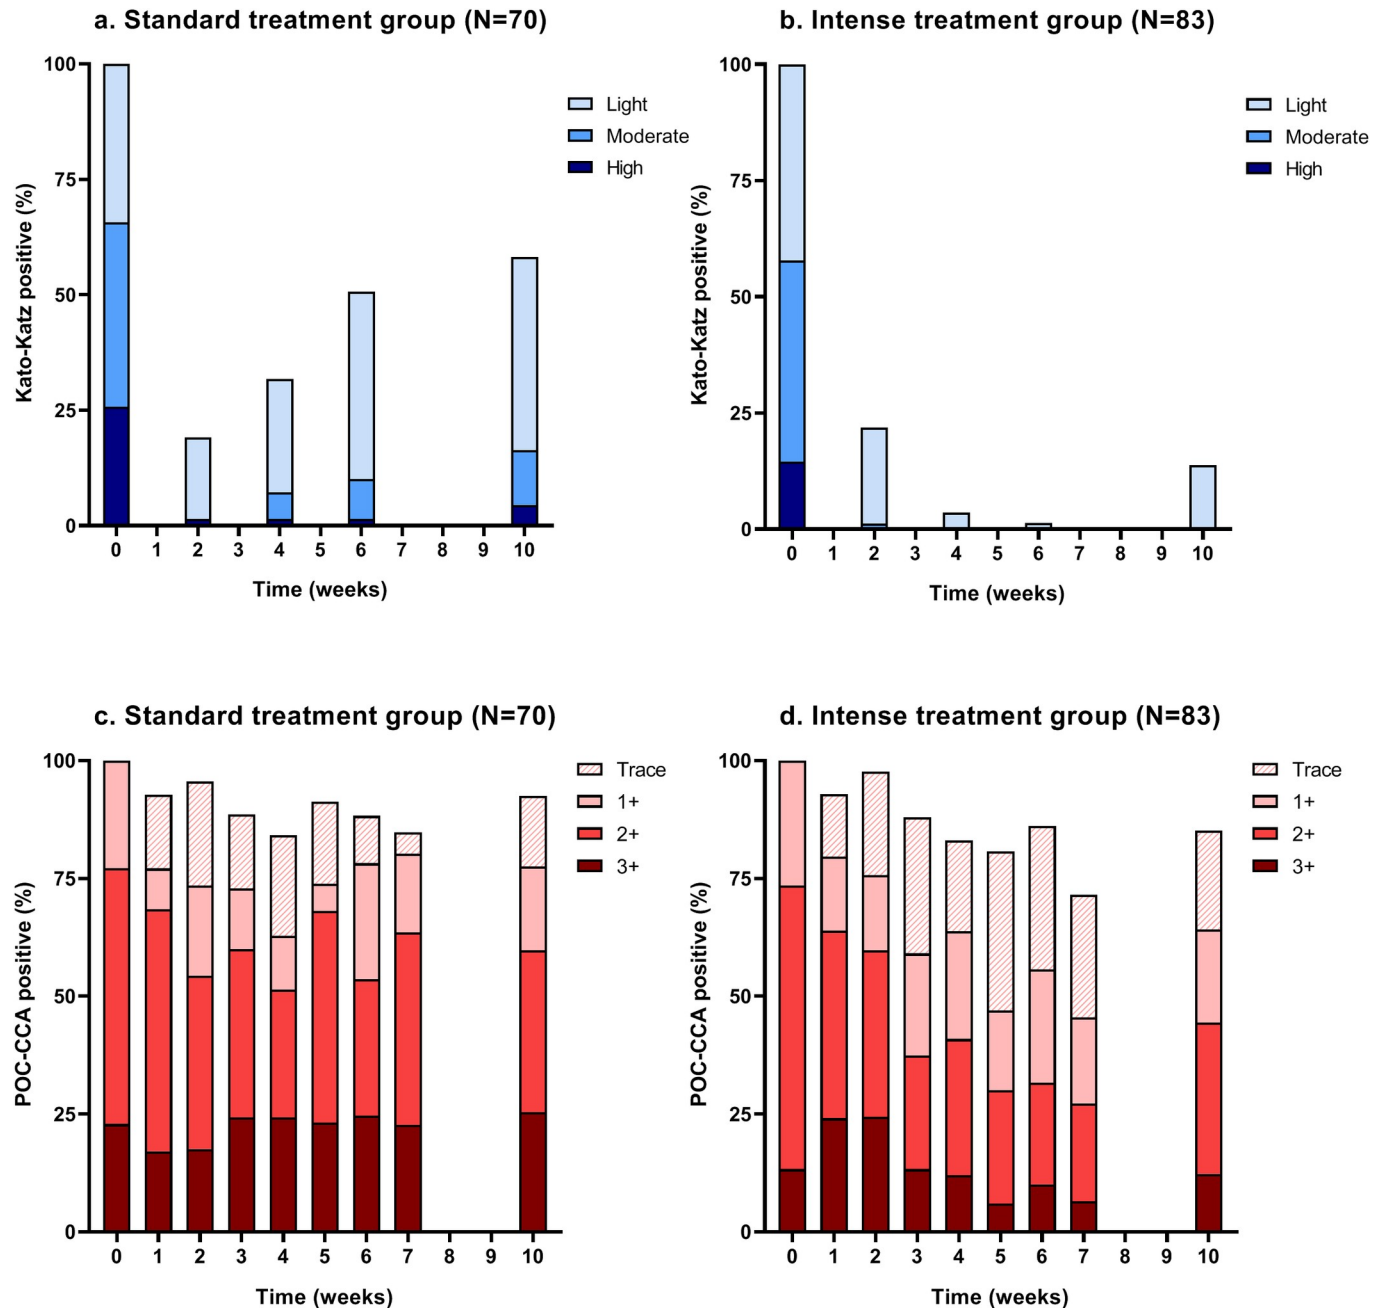 a. Standard treatment group (N=70)
Kato-Katz positive (%)
100
75
50
25
0
0 1 2 3 4 5 6 7 8 9 10
Time (weeks)
Light
Moderate
High
b. Intense treatment group (N=83)
Kato-Katz positive (%)
100
75
50
25
0
0 1 2 3 4 5 6 7 8 9 10
Time (weeks)
Light
Moderate
High
c. Standard treatment group (N=70)
POC-CCA positive (%)
100
75
50
25
0
0 1 2 3 4 5 6 7 8 9 10
Time (weeks)
Trace
1+
2+
3+
d. Intense treatment group (N=83)
POC-CCA positive (%)
100
75
50
25
0
0 1 2 3 4 5 6 7 8 9 10
Time (weeks)
Trace
1+
2+
3+